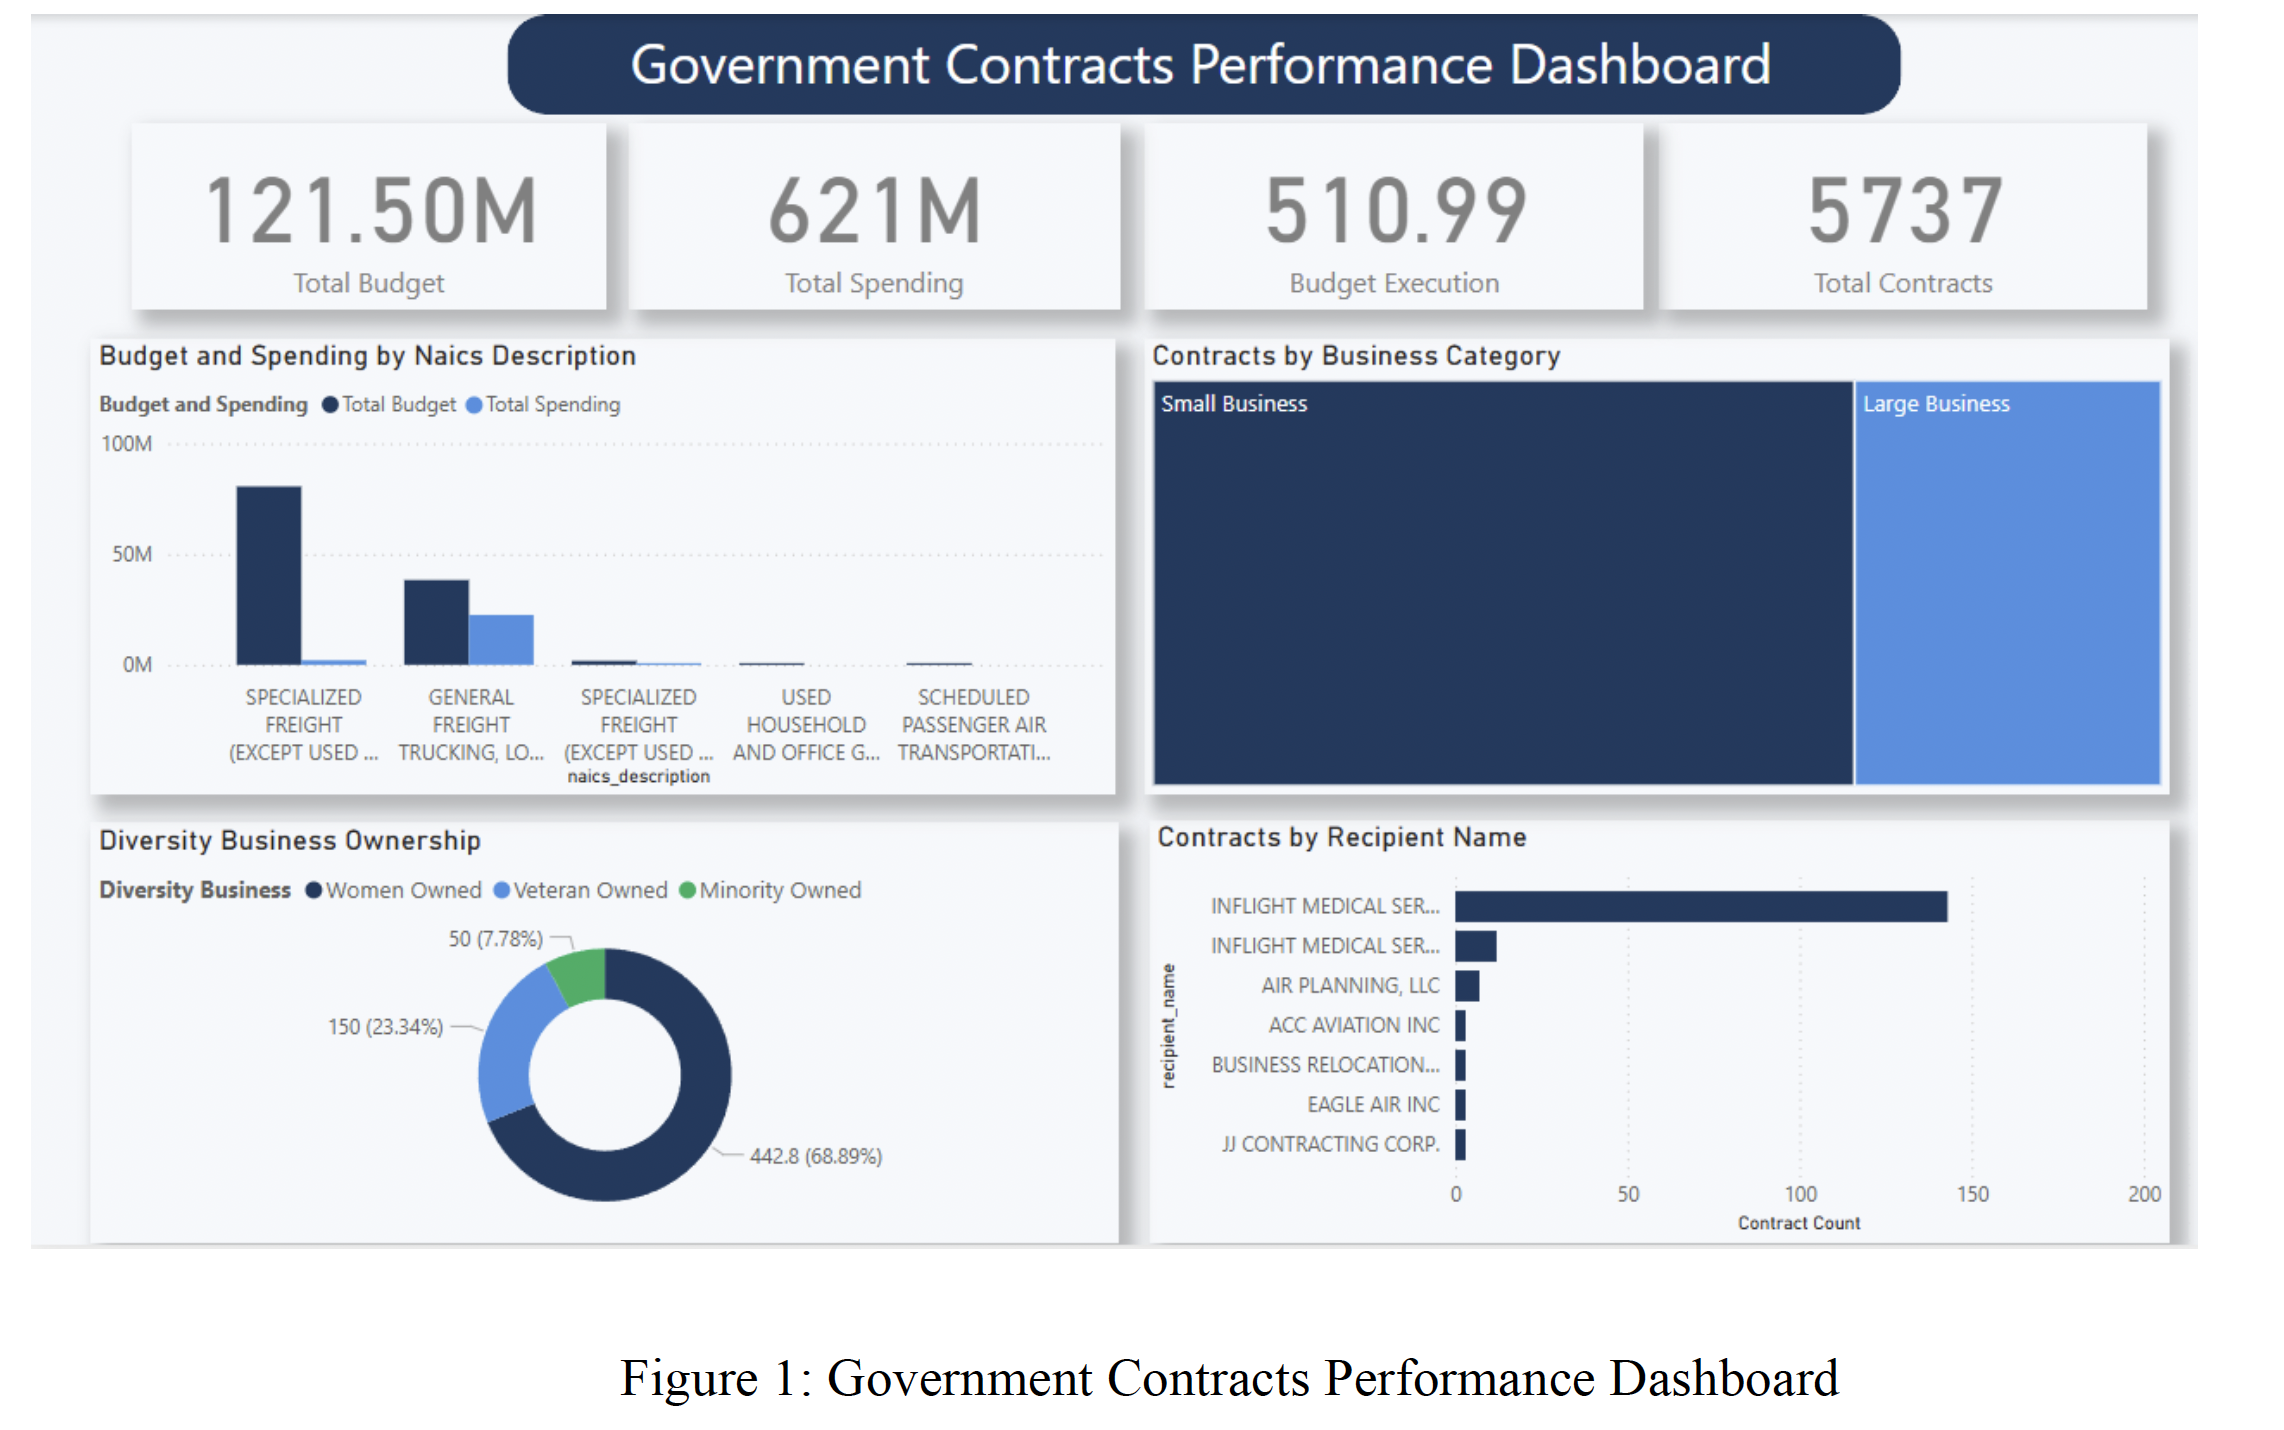 Government Contracts Performance Dashboard
121.50M
Total Budget
621M
Total Spending
510.99
Budget Execution
5737
Total Contracts
Budget and Spending by Naics Description
Budget and Spending Total Budget Total Spending
100M
50M
0M
SPECIALIZED
FREIGHT
(EXCEPT USED ...
GENERAL
FREIGHT
TRUCKING, LO...
SPECIALIZED
FREIGHT
(EXCEPT USED ...
USED
HOUSEHOLD
AND OFFICE G...
SCHEDULED
PASSENGER AIR
TRANSPORTATI...
naics_description
Contracts by Business Category
Small Business
Large Business
Diversity Business Ownership
Diversity Business Women Owned Veteran Owned Minority Owned
50 (7.78%)
150 (23.34%)
442.8 (68.89%)
Contracts by Recipient Name
recipient_name
INFLIGHT MEDICAL SER...
INFLIGHT MEDICAL SER...
AIR PLANNING, LLC
ACC AVIATION INC
BUSINESS RELOCATION...
EAGLE AIR INC
JJ CONTRACTING CORP.
0 50 100 150 200
Contract Count
Figure 1: Government Contracts Performance Dashboard